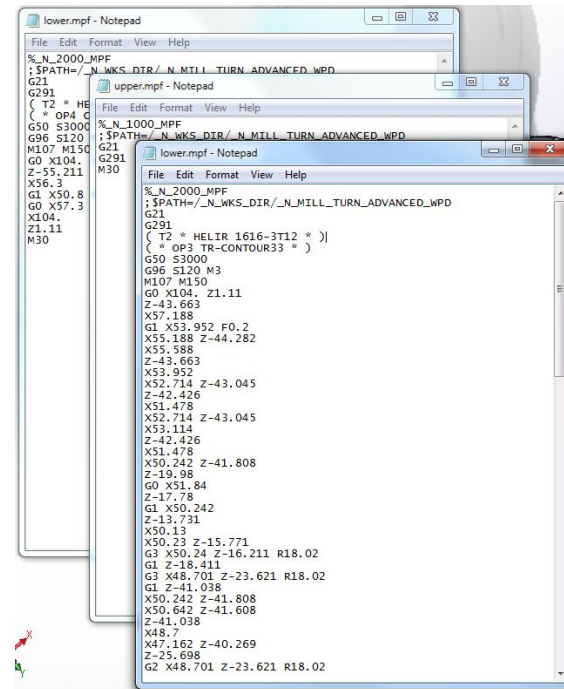 lower.mpf - Notepad
File Edit Format View Help
%_N_2000_MPF
;$PATH=/_N_WKS_DIR/_N_MILL_TURN_ADVANCED_WPD
G21
G291
( T2 * HE
( * OP4 C
G50 S3000
G96 S120
M107 M150
G0 X104.
Z-55.211
X56.3
G1 X50.8
G0 X57.3
X104.
Z1.11
M30
upper.mpf - Notepad
File Edit Format View Help
%_N_1000_MPF
;$PATH=/_N_WKS_DIR/_N_MILL_TURN_ADVANCED_WPD
G21
G291
M30
lower.mpf - Notepad
File Edit Format View Help
%_N_2000_MPF
;$PATH=/_N_WKS_DIR/_N_MILL_TURN_ADVANCED_WPD
G21
G291
( T2 * HELIR 1616-3T12 * )
( * OP3 TR-CONTOUR33 * )
G50 S3000
G96 S120 M3
M107 M150
G0 X104. Z1.11
Z-43.663
X57.188
G1 X53.952 F0.2
X55.188 Z-44.282
X55.588
Z-43.663
X53.952
X52.714 Z-43.045
Z-42.426
X51.478
X52.714 Z-43.045
X53.114
Z-42.426
X51.478
X50.242 Z-41.808
Z-19.98
G0 X51.84
Z-17.78
G1 X50.242
Z-13.731
X50.13
X50.23 Z-15.771
G3 X50.24 Z-16.211 R18.02
G1 Z-18.411
G3 X48.701 Z-23.621 R18.02
G1 Z-41.038
X50.242 Z-41.808
X50.642 Z-41.608
Z-41.038
X48.7
X47.162 Z-40.269
Z-25.698
G2 X48.701 Z-23.621 R18.02
X
Y